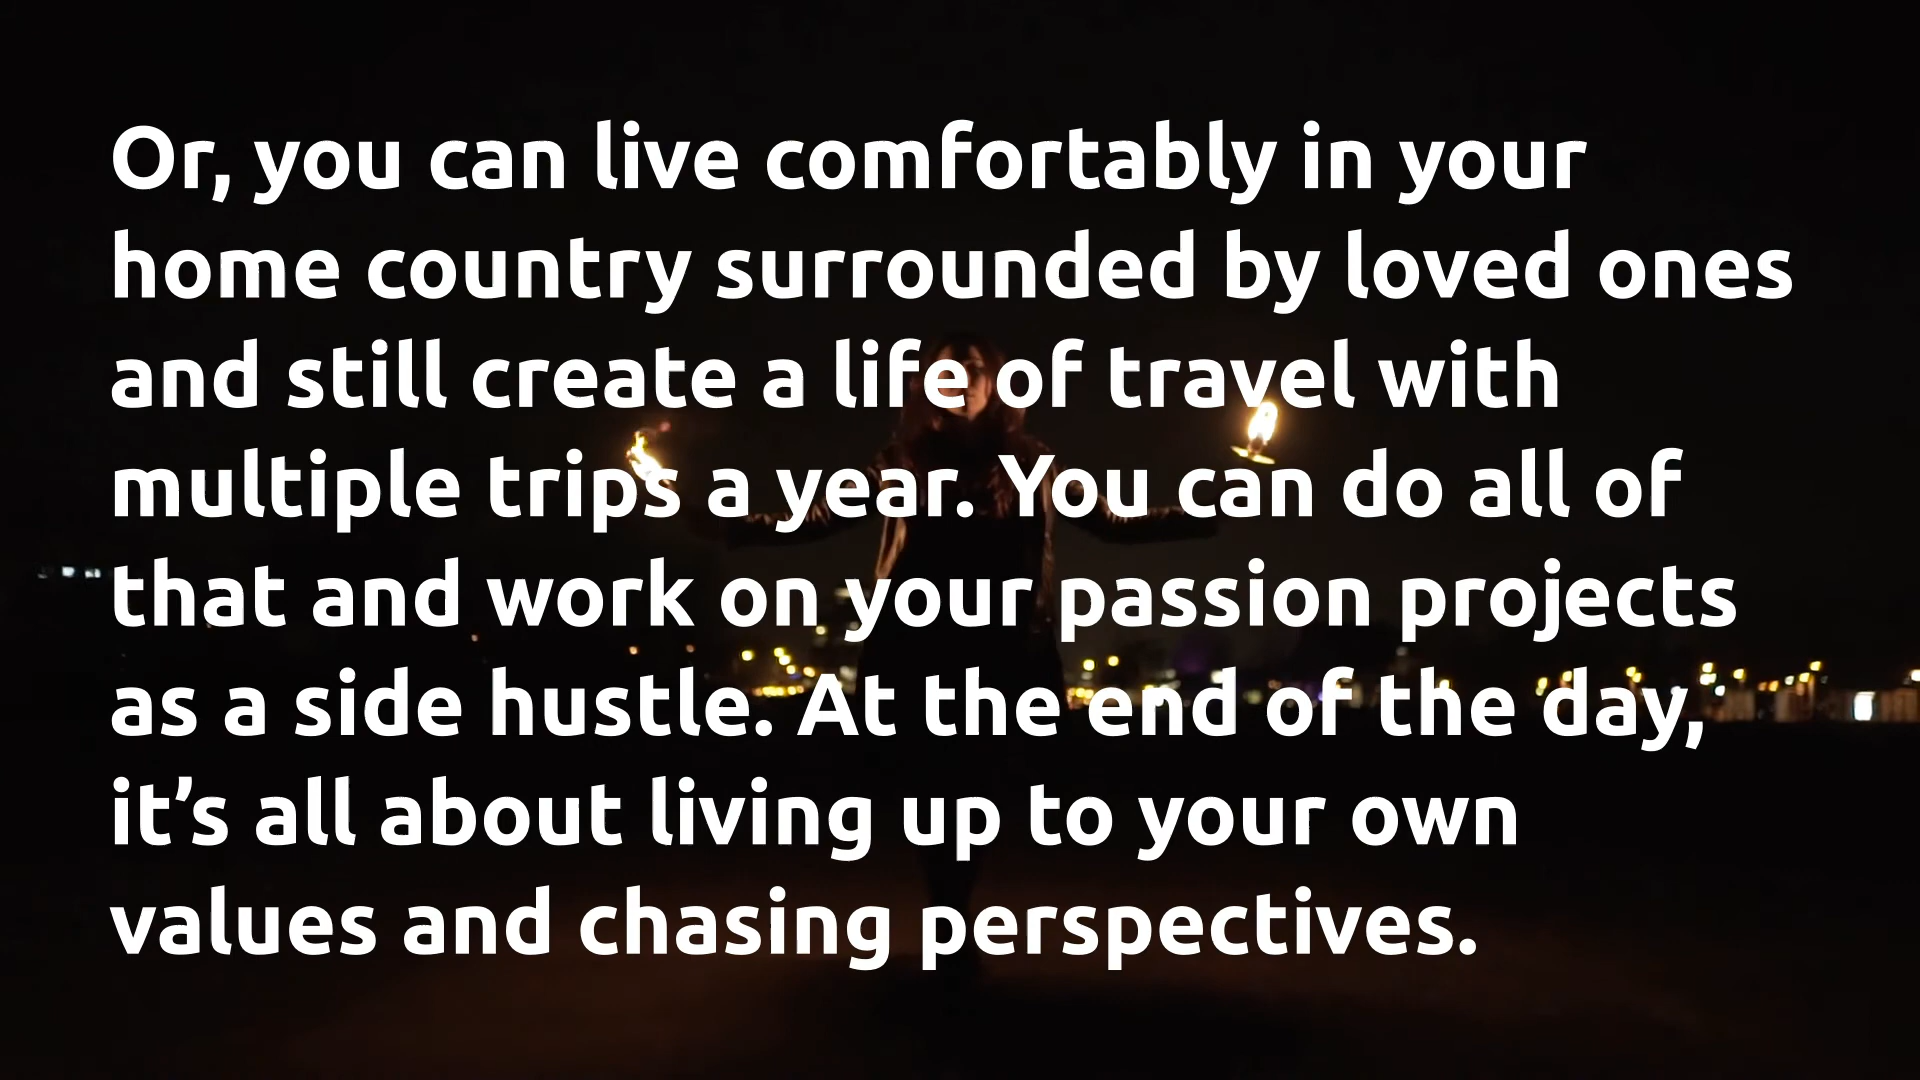 Or, you can live comfortably in your
home country surrounded by loved ones
and still create a life of travel with
multiple trips a year. You can do all of
that and work on your passion projects
as a side hustle. At the end of the day,
it’s all about living up to your own
values and chasing perspectives.